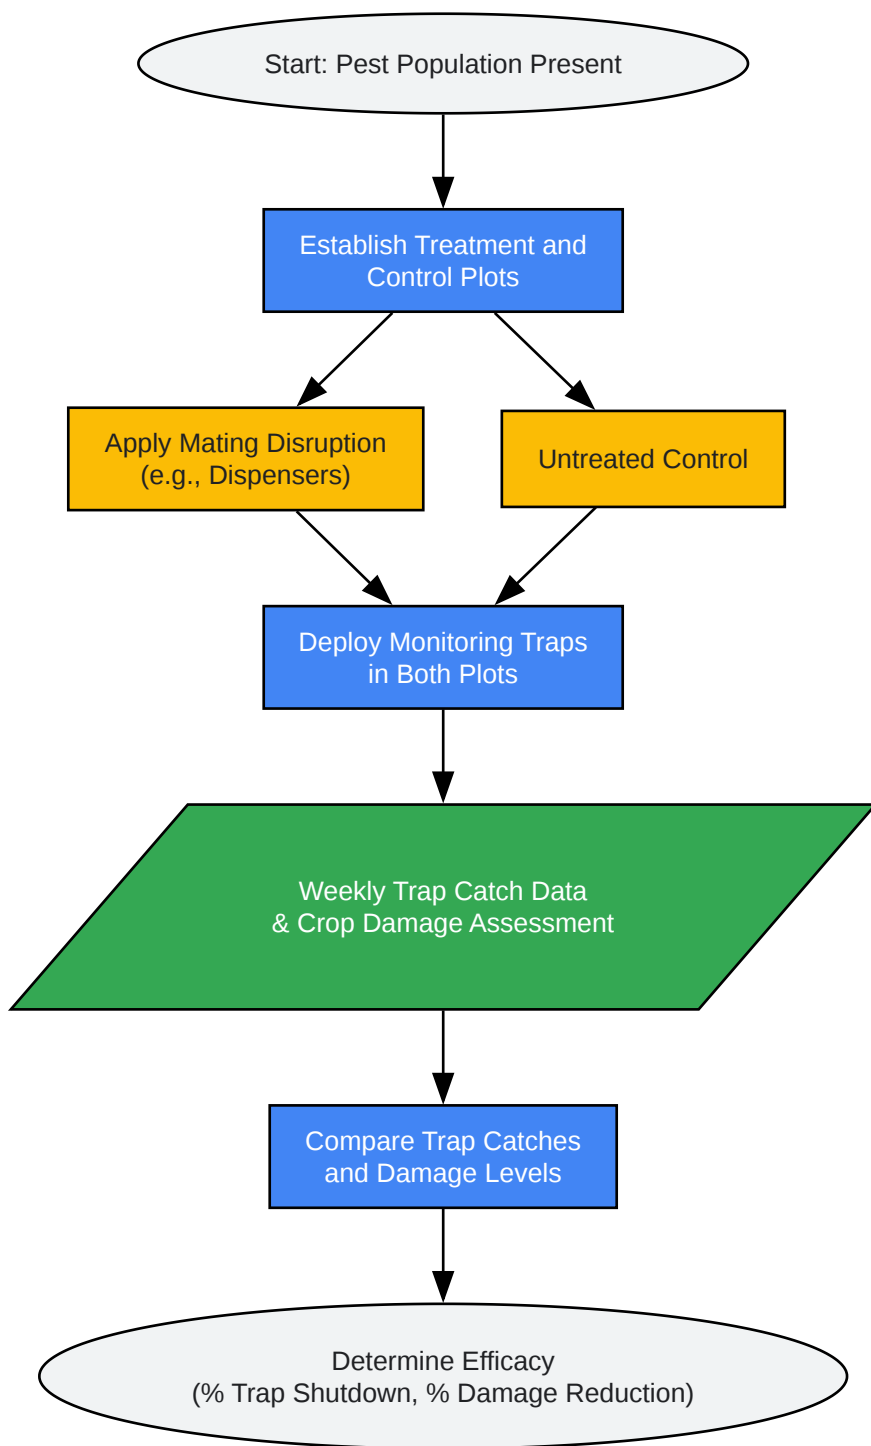 Start: Pest Population Present
Establish Treatment and
Control Plots
Apply Mating Disruption
(e.g., Dispensers)
Untreated Control
Deploy Monitoring Traps
in Both Plots
Weekly Trap Catch Data
& Crop Damage Assessment
Compare Trap Catches
and Damage Levels
Determine Efficacy
(% Trap Shutdown, % Damage Reduction)